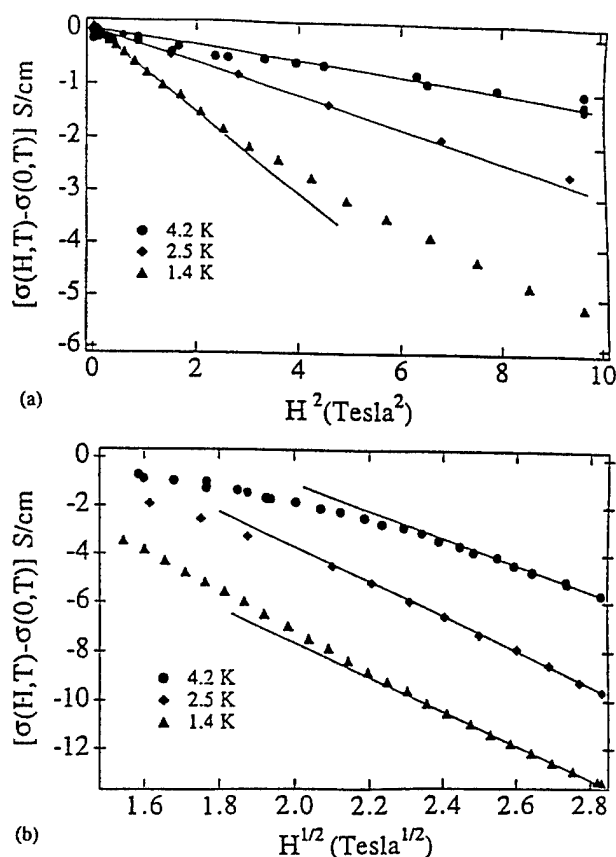 [σ(H,T)-σ(0,T)] S/cm
0
-1
-2
-3
-4
-5
-6
● 4.2 K
◆ 2.5 K
▲ 1.4 K
0 2 4 6 8 10
(a)
H²(Tesla²)
[σ(H,T)-σ(0,T)] S/cm
0
-2
-4
-6
-8
-10
-12
● 4.2 K
◆ 2.5 K
▲ 1.4 K
1.6 1.8 2.0 2.2 2.4 2.6 2.8
(b)
H^1/2 (Tesla^1/2)